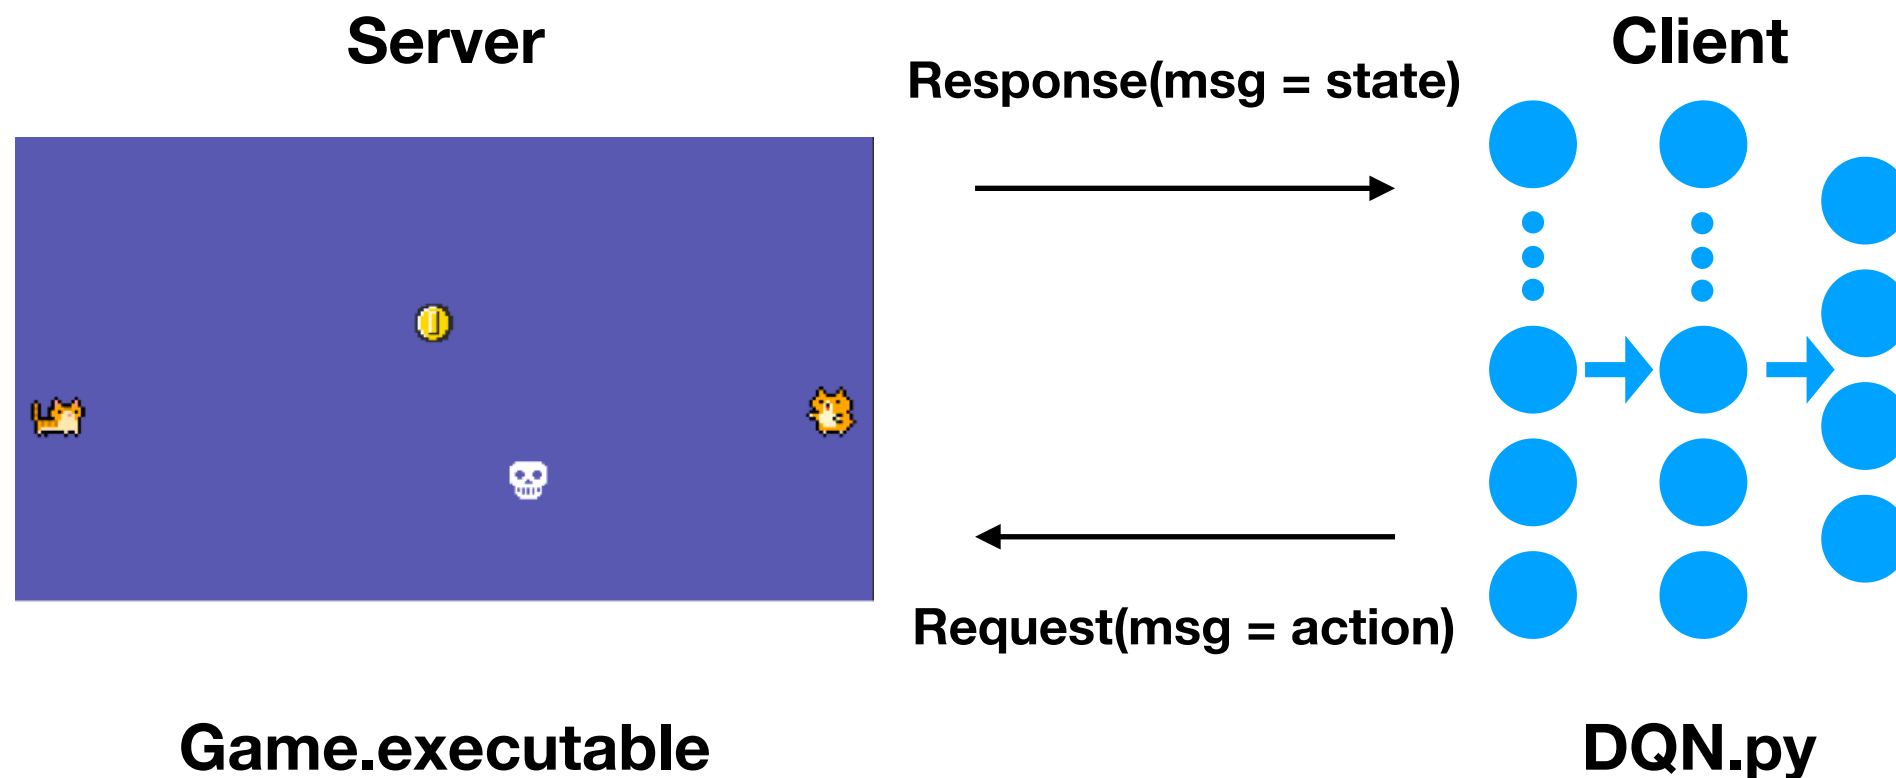 Server
Client
Response(msg = state)
Request(msg = action)
Game.executable
DQN.py